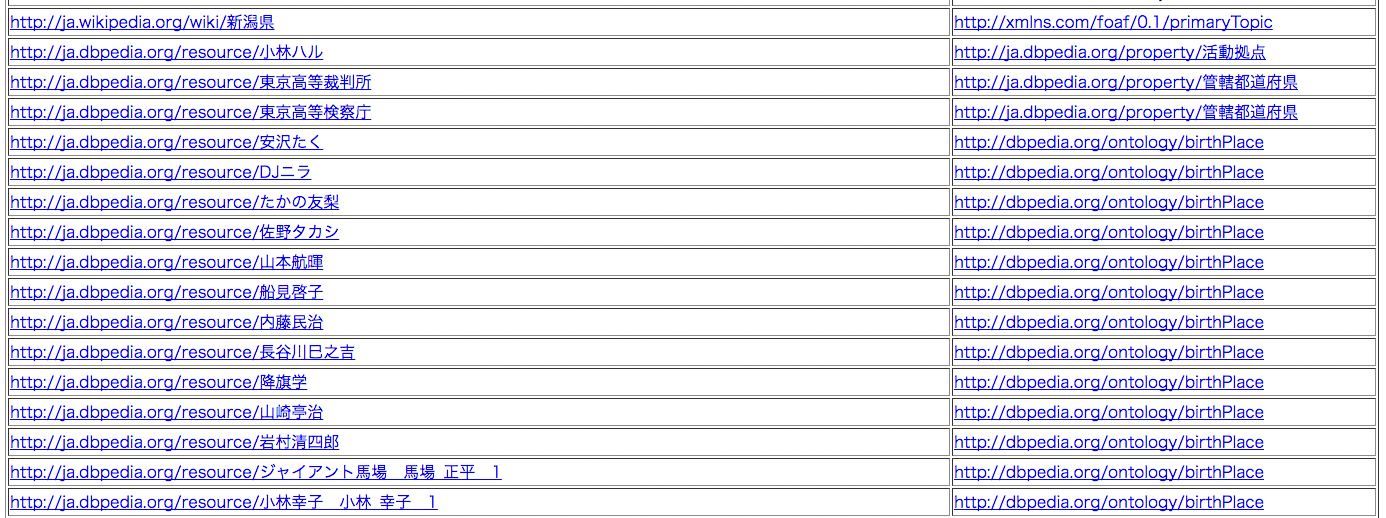 http://ja.wikipedia.org/wiki/新潟県 http://xmlns.com/foaf/0.1/primaryTopic
http://ja.dbpedia.org/resource/小林ハル http://ja.dbpedia.org/property/活動拠点
http://ja.dbpedia.org/resource/東京高等裁判所 http://ja.dbpedia.org/property/管轄都道府県
http://ja.dbpedia.org/resource/東京高等検察庁 http://ja.dbpedia.org/property/管轄都道府県
http://ja.dbpedia.org/resource/安沢たく http://dbpedia.org/ontology/birthPlace
http://ja.dbpedia.org/resource/DJニラ http://dbpedia.org/ontology/birthPlace
http://ja.dbpedia.org/resource/たかの友梨 http://dbpedia.org/ontology/birthPlace
http://ja.dbpedia.org/resource/佐野タカシ http://dbpedia.org/ontology/birthPlace
http://ja.dbpedia.org/resource/山本航暉 http://dbpedia.org/ontology/birthPlace
http://ja.dbpedia.org/resource/船見啓子 http://dbpedia.org/ontology/birthPlace
http://ja.dbpedia.org/resource/内藤民治 http://dbpedia.org/ontology/birthPlace
http://ja.dbpedia.org/resource/長谷川巳之吉 http://dbpedia.org/ontology/birthPlace
http://ja.dbpedia.org/resource/降旗学 http://dbpedia.org/ontology/birthPlace
http://ja.dbpedia.org/resource/山崎亭治 http://dbpedia.org/ontology/birthPlace
http://ja.dbpedia.org/resource/岩村清四郎 http://dbpedia.org/ontology/birthPlace
http://ja.dbpedia.org/resource/ジャイアント馬場__馬場_正平__1 http://dbpedia.org/ontology/birthPlace
http://ja.dbpedia.org/resource/小林幸子__小林_幸子__1 http://dbpedia.org/ontology/birthPlace